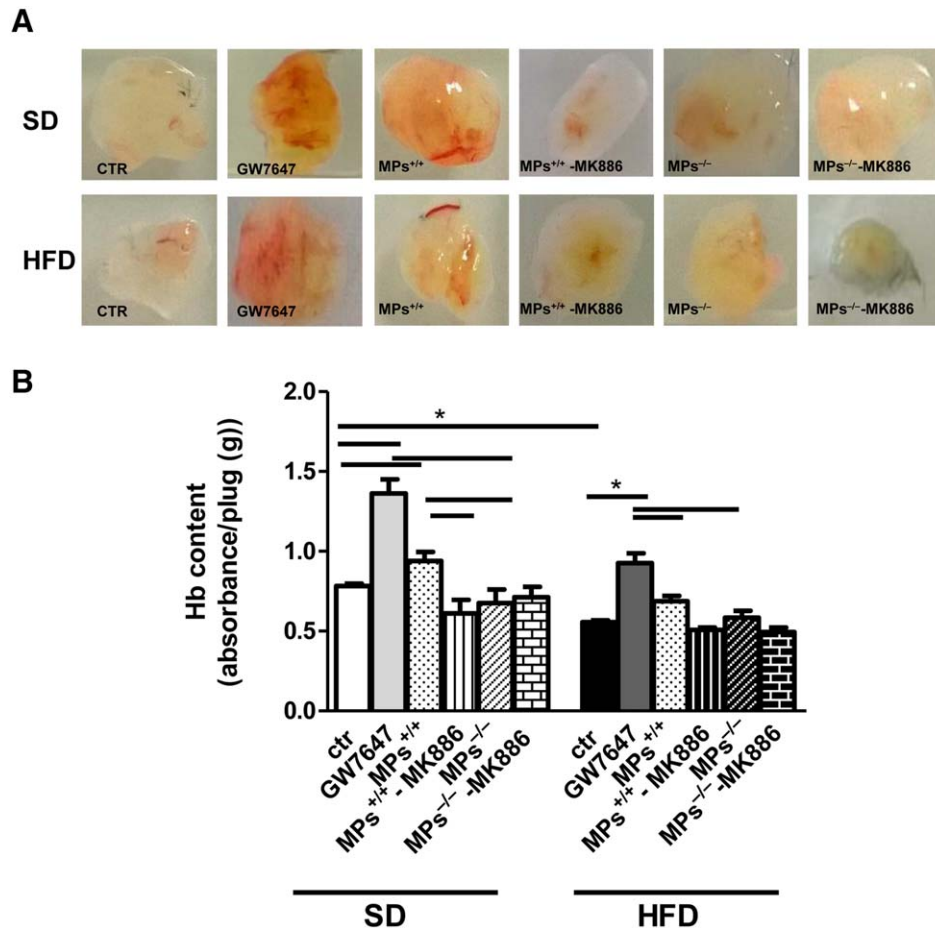 A
SD
CTR
GW7647
MPs+/+
MPs+/+ -MK886
MPs−/−
MPs−/−-MK886
HFD
CTR
GW7647
MPs+/+
MPs+/+ -MK886
MPs−/−
MPs−/−-MK886
B
Hb content
(absorbance/plug (g))
2.0
1.5
1.0
0.5
0.0
*
*
ctr
GW7647
MPs+/+
MPs+/+ - MK886
MPs−/−
MPs−/− -MK886
ctr
GW7647
MPs+/+
MPs+/+ - MK886
MPs−/−
MPs−/− -MK886
SD
HFD